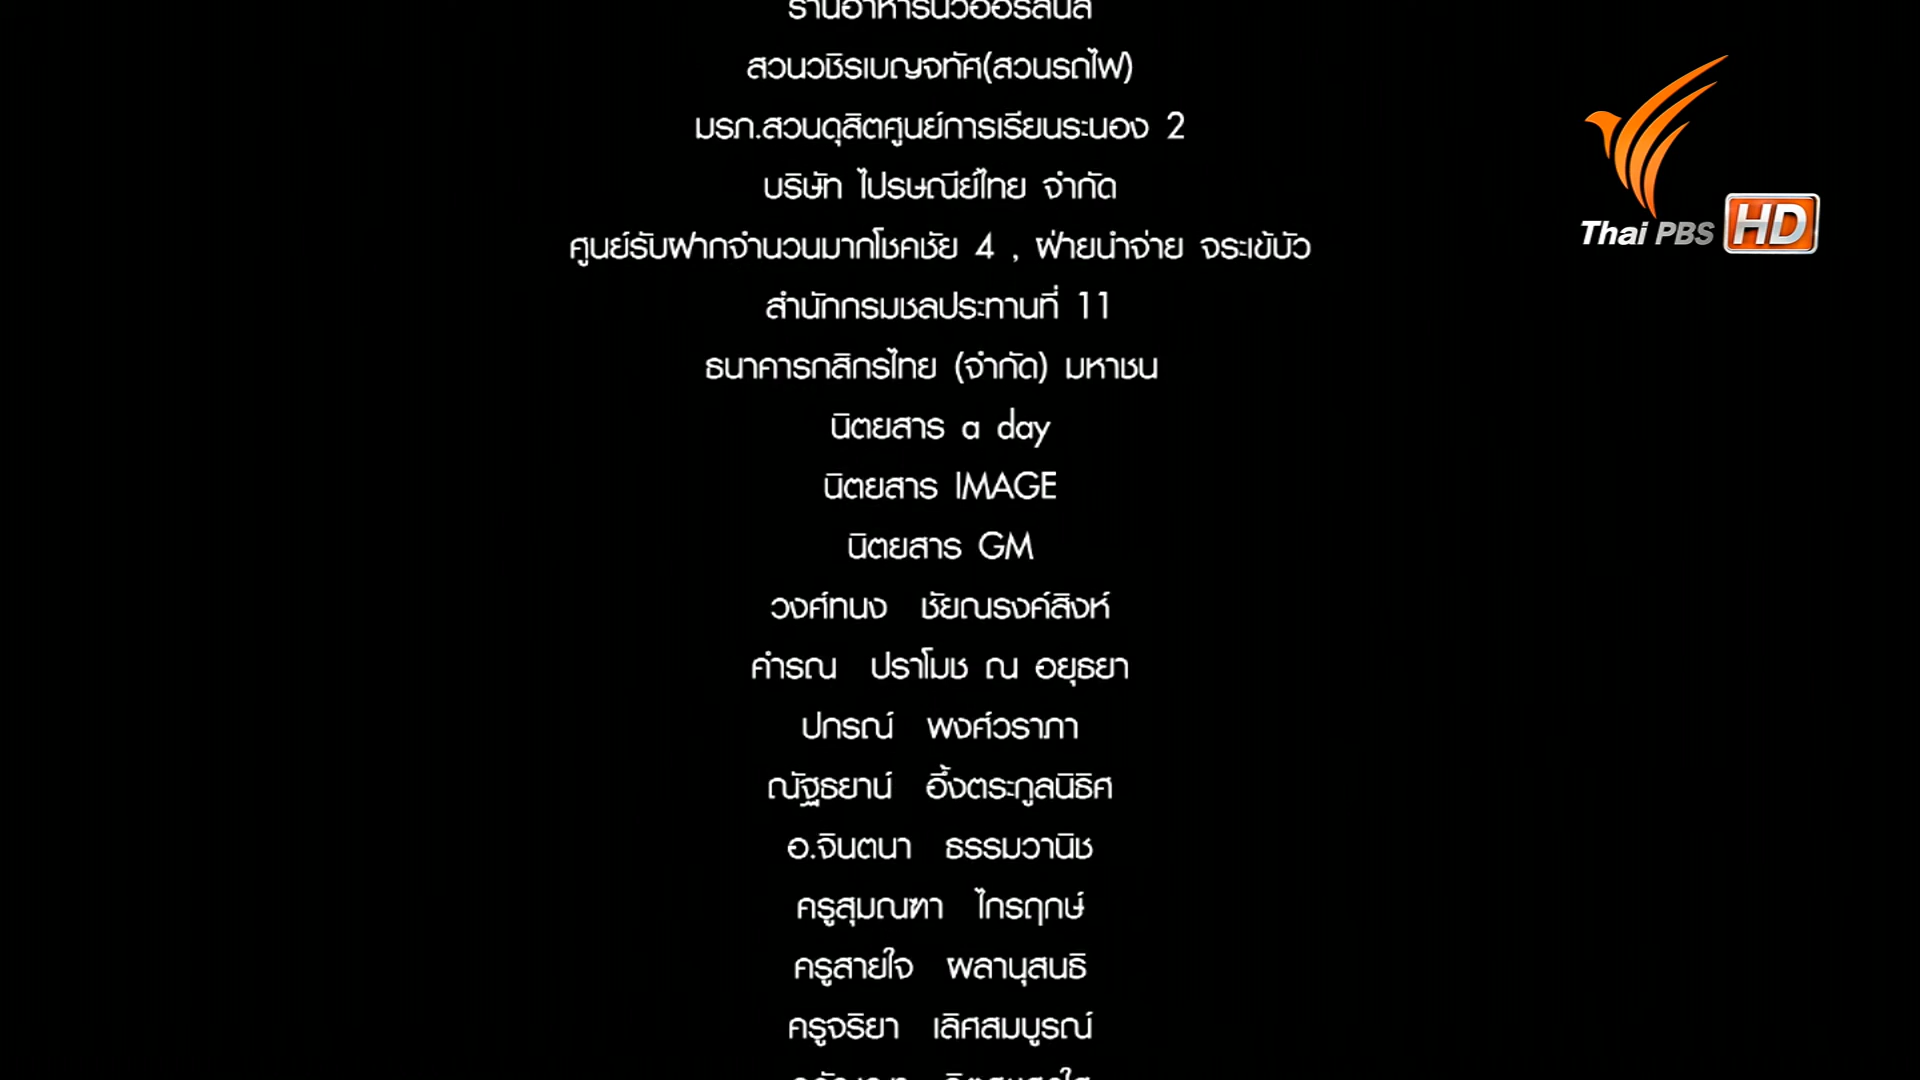 สวนวชิรเบญจทัศ(สวนรถไฟ)
มรภ.สวนดุสิตศูนย์การเรียนระนอง 2
บริษัท ไปรษณีย์ไทย จำกัด
ศูนย์รับฝากจำนวนมากโชคชัย 4 , ฝ่ายนำจ่าย จระเข้บัว
สำนักกรมชลประทานที่ 11
ธนาคารกสิกรไทย (จำกัด) มหาชน
นิตยสาร a day
นิตยสาร IMAGE
นิตยสาร GM
วงศ์ทนง ชัยณรงค์สิงห์
คำรณ ปราโมช ณ อยุธยา
ปกรณ์ พงศ์วราภา
ณัฐธยาน์ อึ้งตระกูลนิธิศ
อ.จินตนา ธรรมวานิช
ครูสุมณฑา ไกรฤกษ์
ครูสายใจ ผลานุสนธิ
ครูจริยา เลิศสมบูรณ์
Thai PBS HD